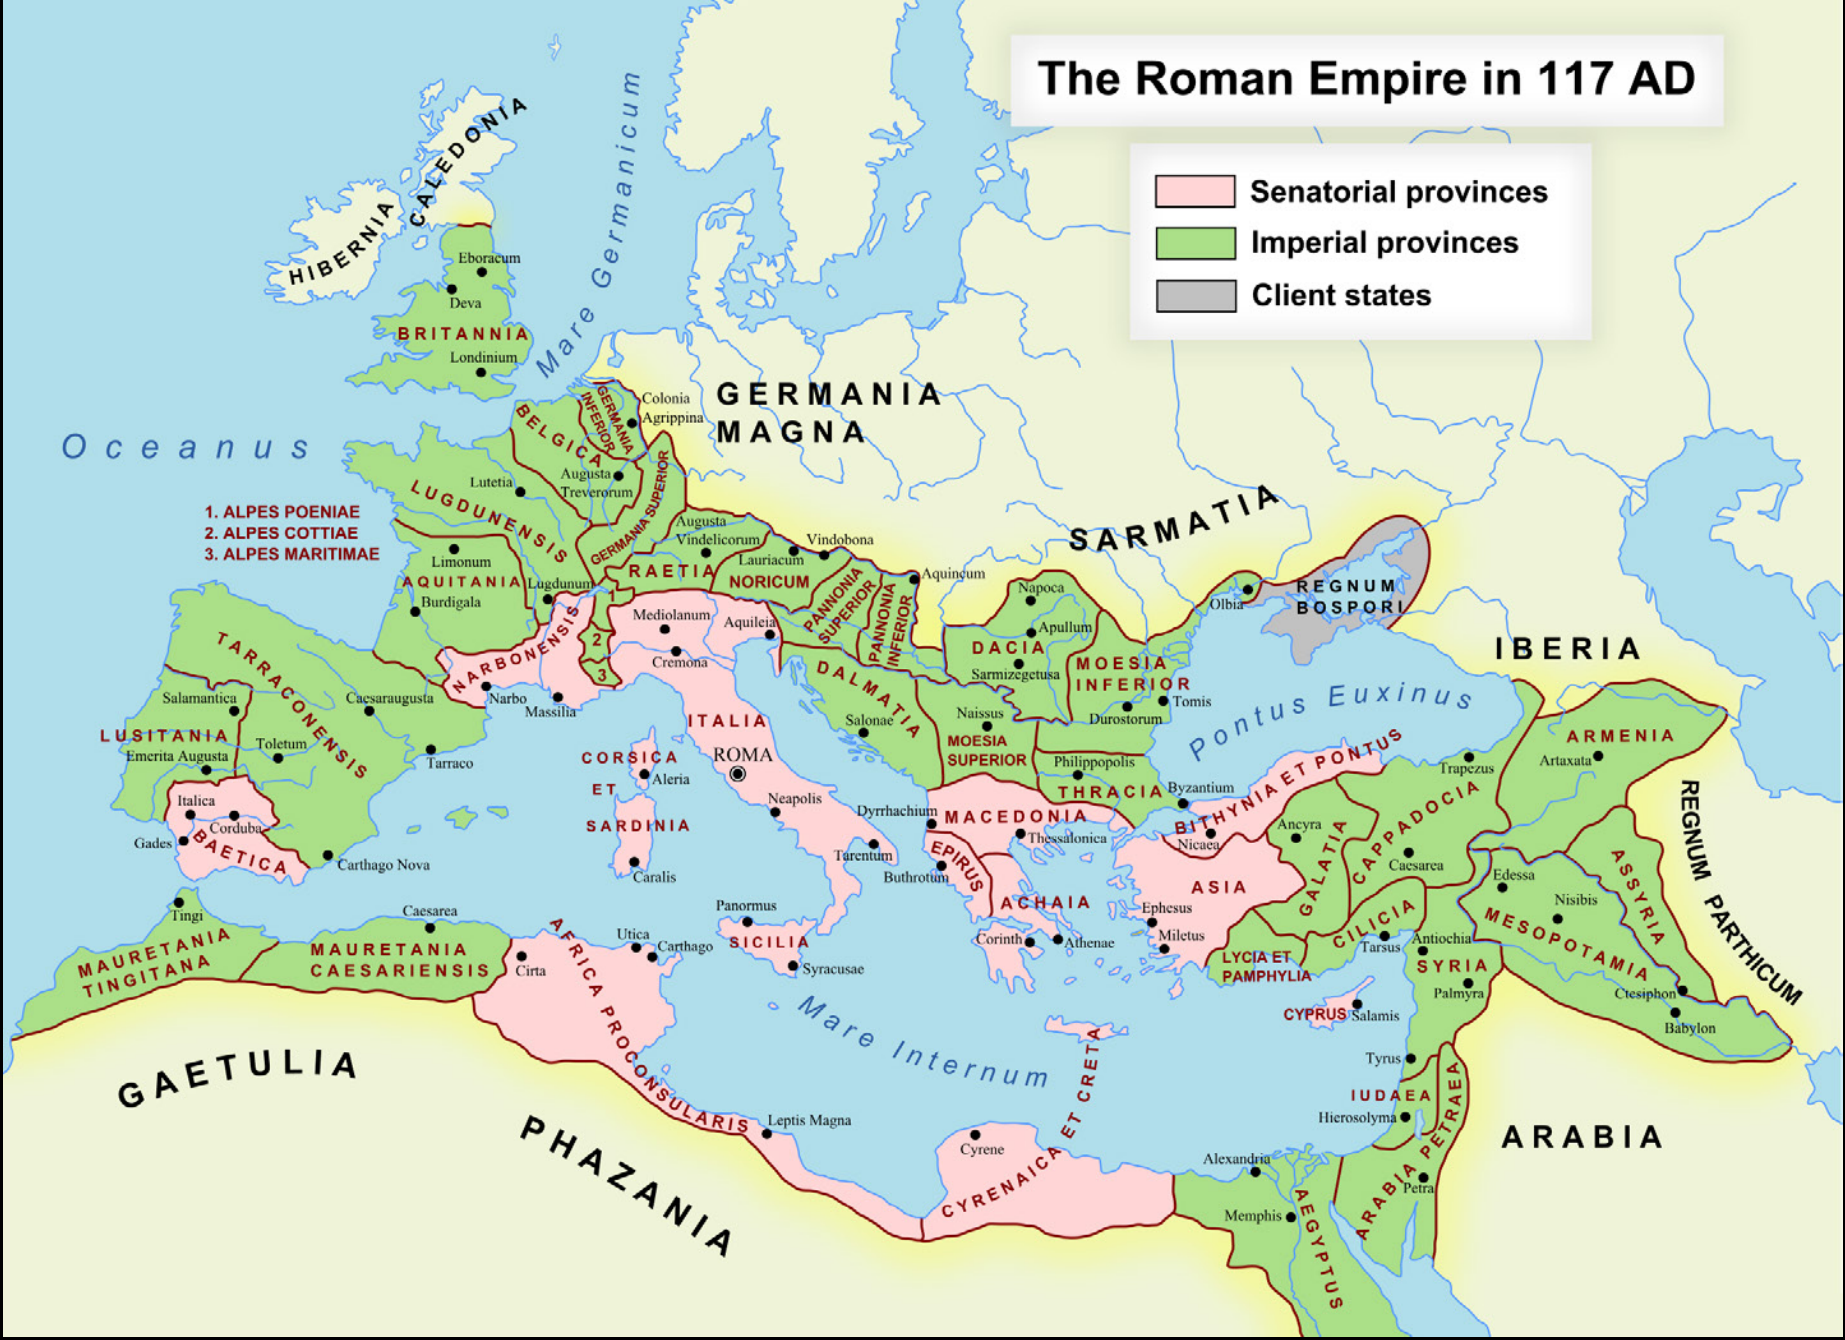 The Roman Empire in 117 AD
Senatorial provinces
Imperial provinces
Client states
CALEDONIA
HIBERNIA
Mare Germanicum
Eboracum
Deva
BRITANNIA
Londinium
Oceanus
GERMANIA
MAGNA
SARMATIA
1. ALPES POENIAE
2. ALPES COTTIAE
3. ALPES MARITIMAE
BELGICA
GERMANIA
INFERIOR
Colonia
Agrippina
Augusta
Treverorum
Lutetia
LUGDUNENSIS
GERMANIA SUPERIOR
Limonum
AQUITANIA
Burdigala
Lugdunum
Augusta
Vindelicorum
RAETIA
Lauriacum
NORICUM
Vindobona
PANNONIA
SUPERIOR
PANNONIA
INFERIOR
Aquincum
1
2
3
NARBONENSIS
Narbo
Massilia
Mediolanum
Cremona
Aquileia
DALMATIA
Salonae
Napoca
Apullum
DACIA
Sarmizegetusa
MOESIA
INFERIOR
Tomis
Durostorum
Naissus
MOESIA
SUPERIOR
Olbia
REGNUM
BOSPORI
IBERIA
Pontus Euxinus
TARRACONENSIS
Salamantica
Caesaraugusta
LUSITANIA
Emerita Augusta
Toletum
Tarraco
Italica
Corduba
Gades
BAETICA
Carthago Nova
ITALIA
ROMA
CORSICA
ET
SARDINIA
Aleria
Caralis
Neapolis
Tarentum
Panormus
SICILIA
Syracusae
Philippopolis
THRACIA
Byzantium
Dyrrhachium
MACEDONIA
Thessalonica
EPIRUS
Buthrotum
ACHAIA
Corinth
Athenae
BITHYNIA ET PONTUS
Nicaea
Trapezus
Ancyra
GALATIA
CAPPADOCIA
Caesarea
ASIA
Ephesus
Miletus
LYCIA ET
PAMPHYLIA
CILICIA
Tarsus
ARMENIA
Artaxata
REGNUM PARTHICUM
ASSYRIA
Edessa
Nisibis
MESOPOTAMIA
Ctesiphon
Babylon
Antiochia
SYRIA
Palmyra
CYPRUS
Salamis
Tyrus
IUDAEA
Hierosolyma
ARABIA PETRAEA
Petra
ARABIA
Tingi
MAURETANIA
TINGITANA
Caesarea
MAURETANIA
CAESARIENSIS
Cirta
Utica
Carthago
AFRICA PROCONSULARIS
Leptis Magna
Mare Internum
GAETULIA
PHAZANIA
Cyrene
CYRENAICA ET CRETA
Alexandria
Memphis
AEGYPTUS